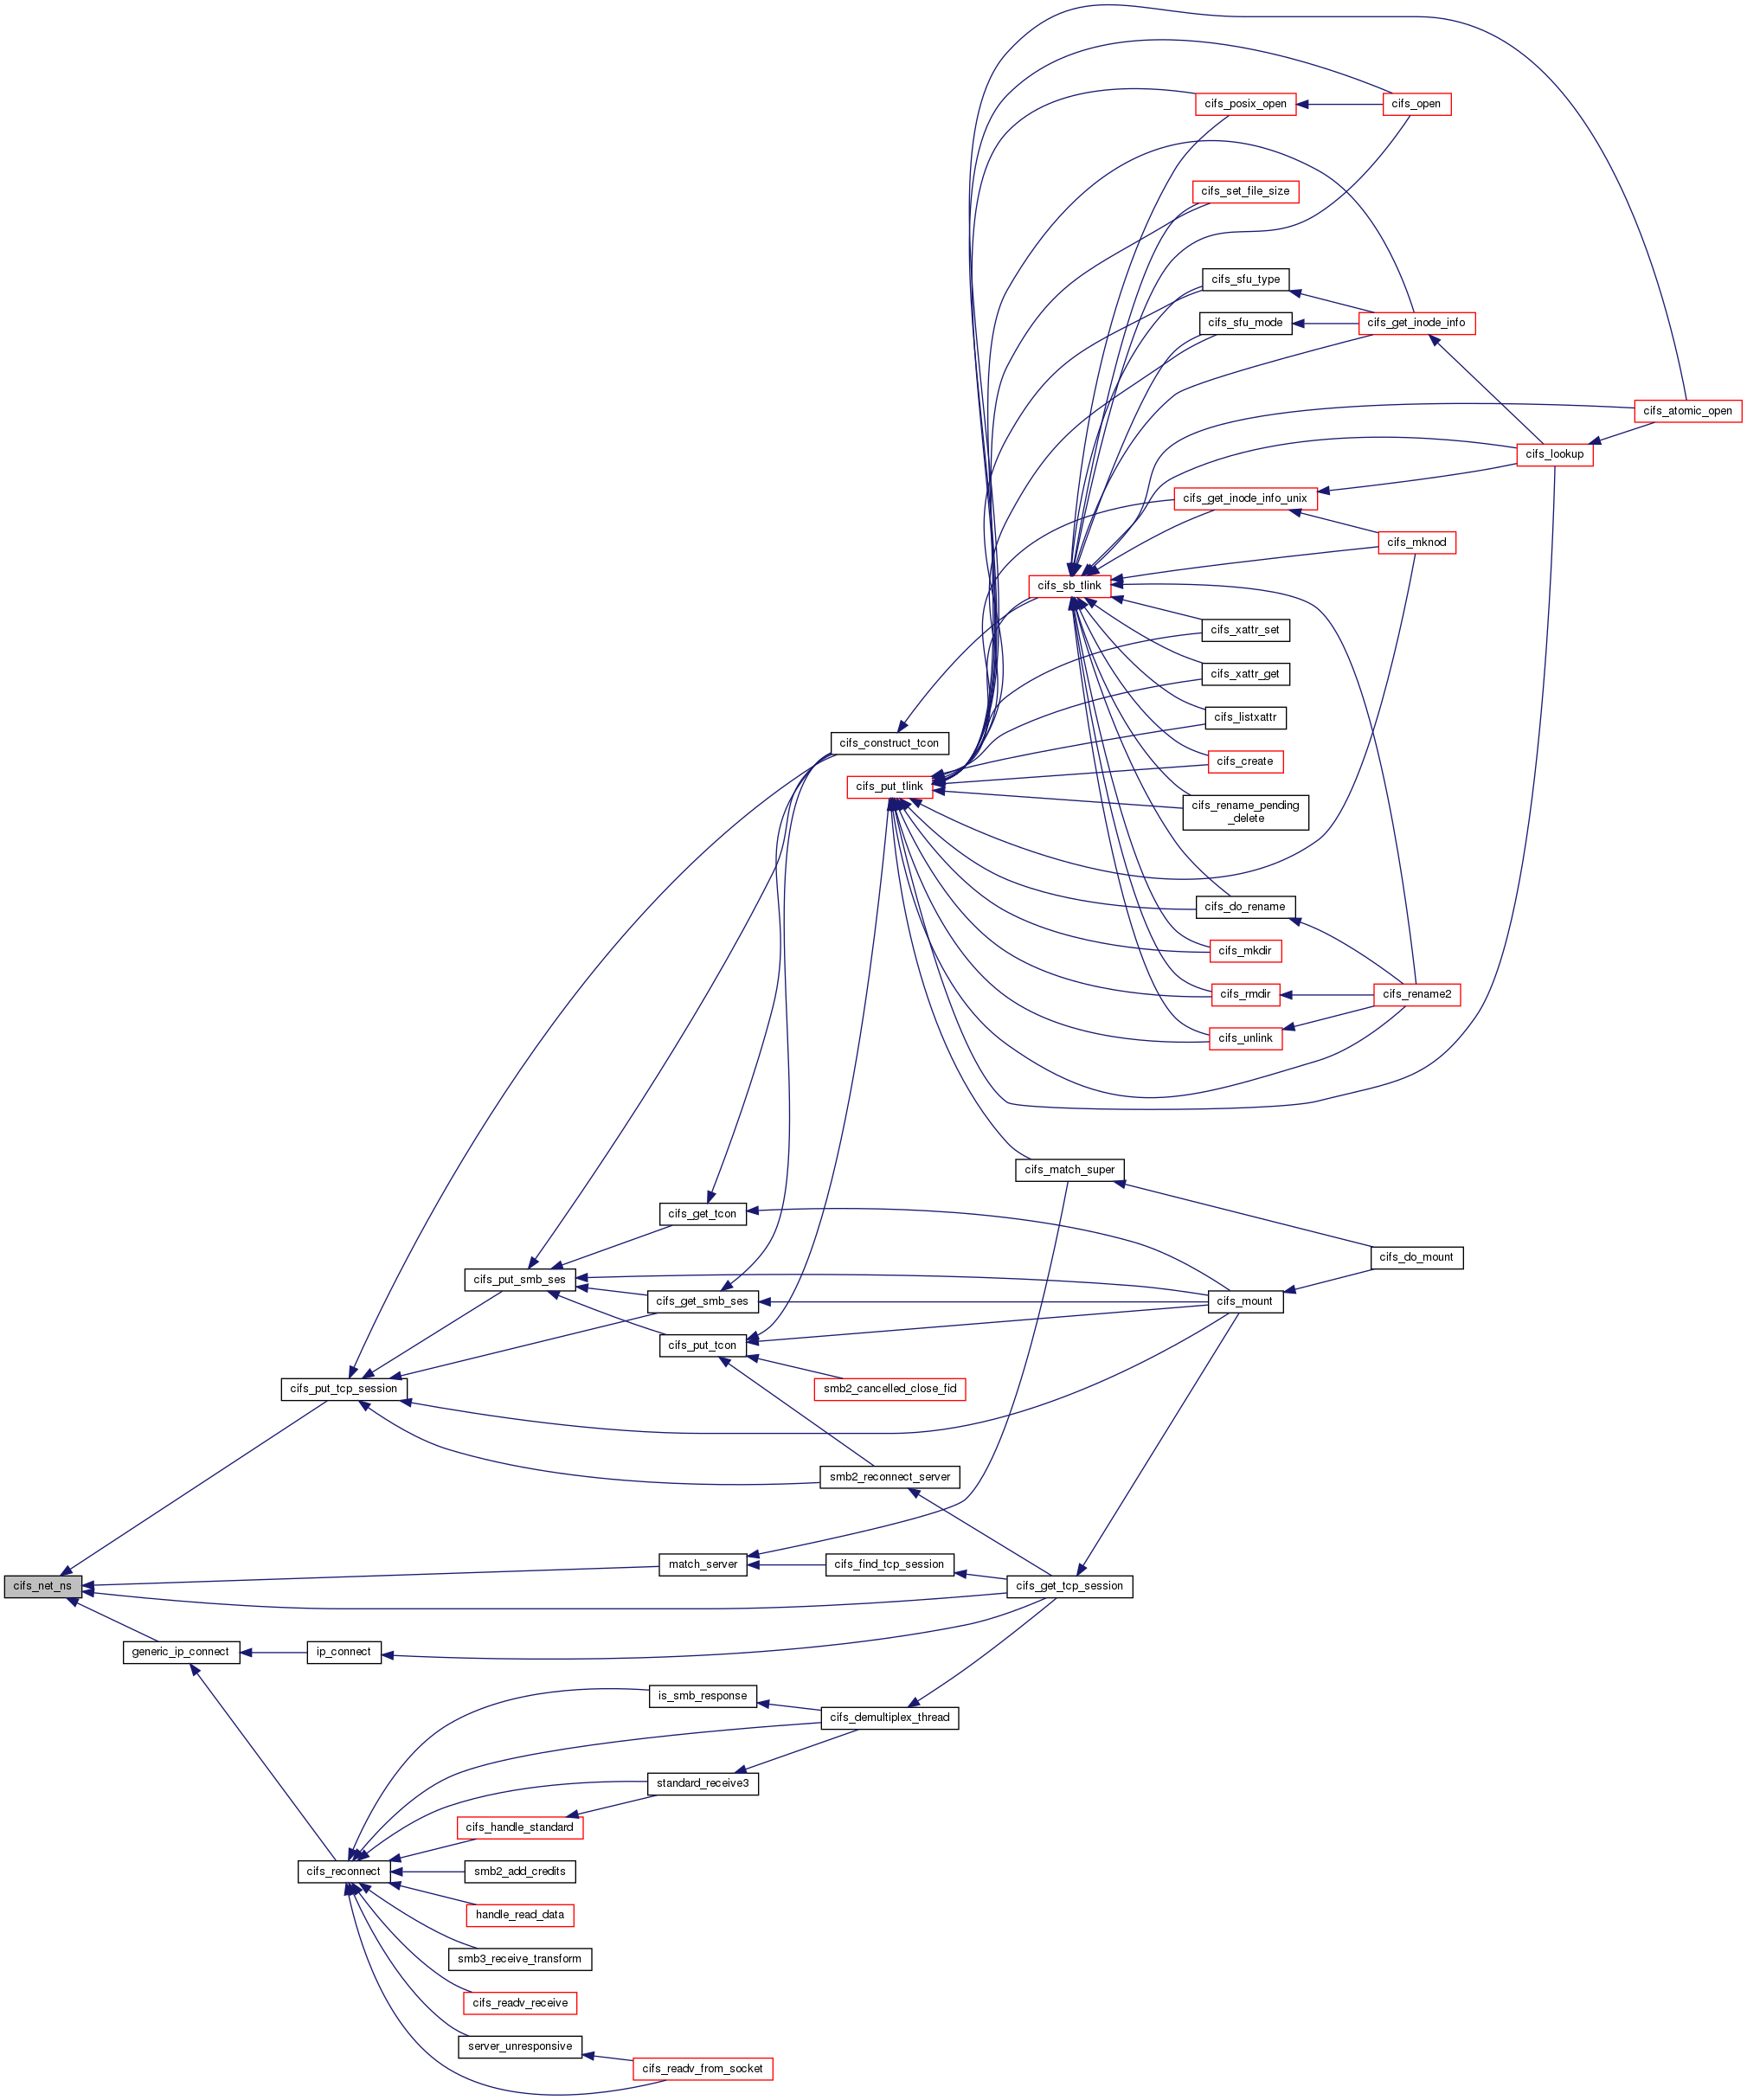 cifs_posix_open
cifs_open
cifs_set_file_size
cifs_sfu_type
cifs_sfu_mode
cifs_get_inode_info
cifs_atomic_open
cifs_lookup
cifs_get_inode_info_unix
cifs_mknod
cifs_sb_tlink
cifs_xattr_set
cifs_xattr_get
cifs_listxattr
cifs_construct_tcon
cifs_create
cifs_put_tlink
cifs_rename_pending
_delete
cifs_do_rename
cifs_mkdir
cifs_rmdir
cifs_rename2
cifs_unlink
cifs_match_super
cifs_get_tcon
cifs_do_mount
cifs_put_smb_ses
cifs_get_smb_ses
cifs_mount
cifs_put_tcon
cifs_put_tcp_session
smb2_cancelled_close_fid
smb2_reconnect_server
match_server
cifs_find_tcp_session
cifs_net_ns
cifs_get_tcp_session
generic_ip_connect
ip_connect
is_smb_response
cifs_demultiplex_thread
standard_receive3
cifs_handle_standard
cifs_reconnect
smb2_add_credits
handle_read_data
smb3_receive_transform
cifs_readv_receive
server_unresponsive
cifs_readv_from_socket